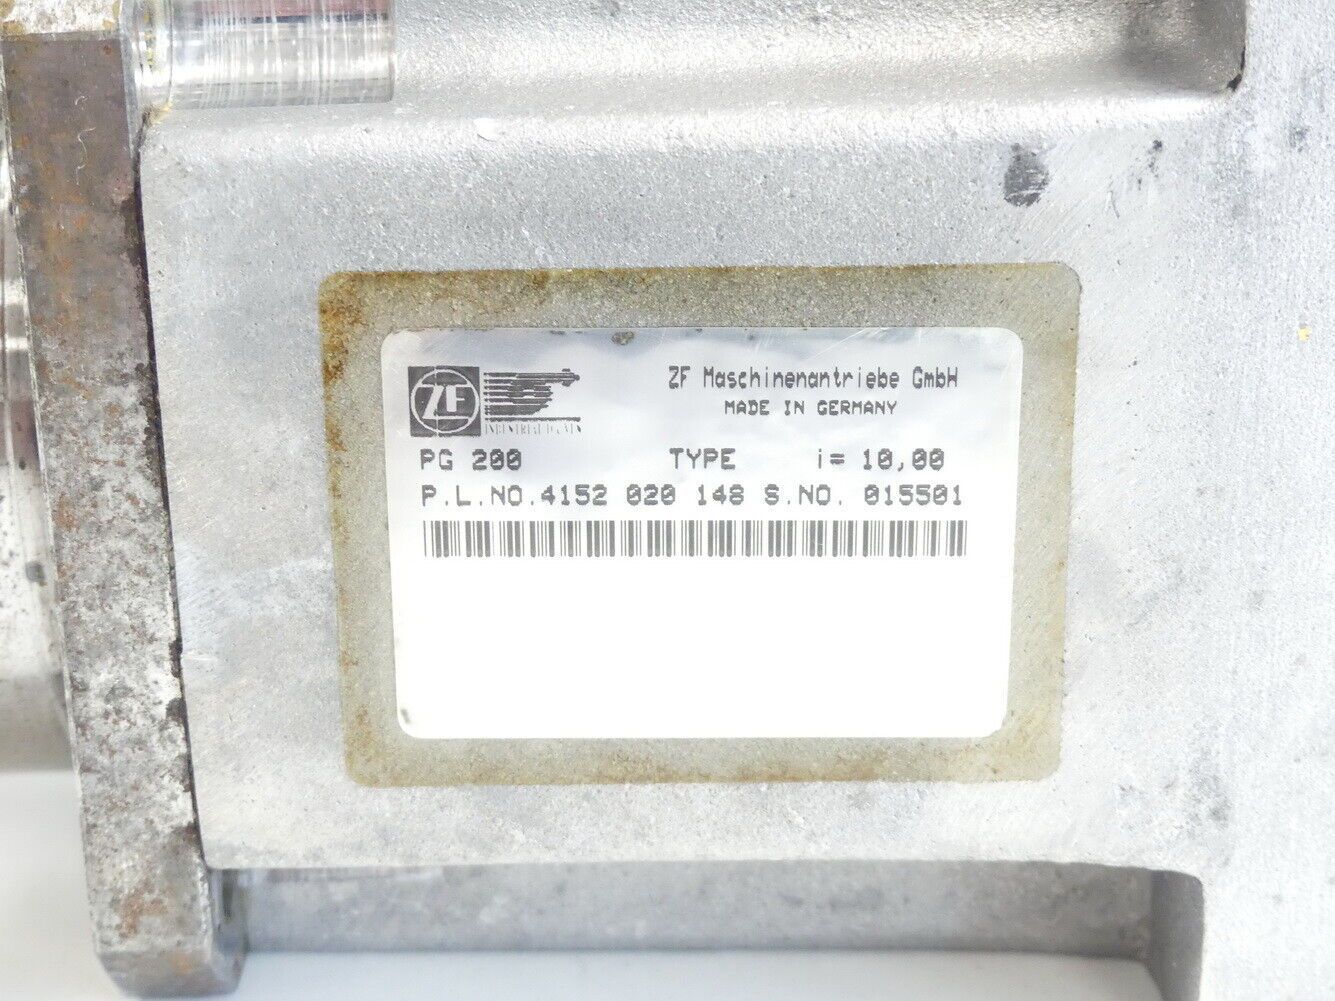 ZF
ZF Maschinenantriebe GmbH
MADE IN GERMANY
PG 200 TYPE i= 10,00
P.L.NO.4152 020 148 S.NO. 015501